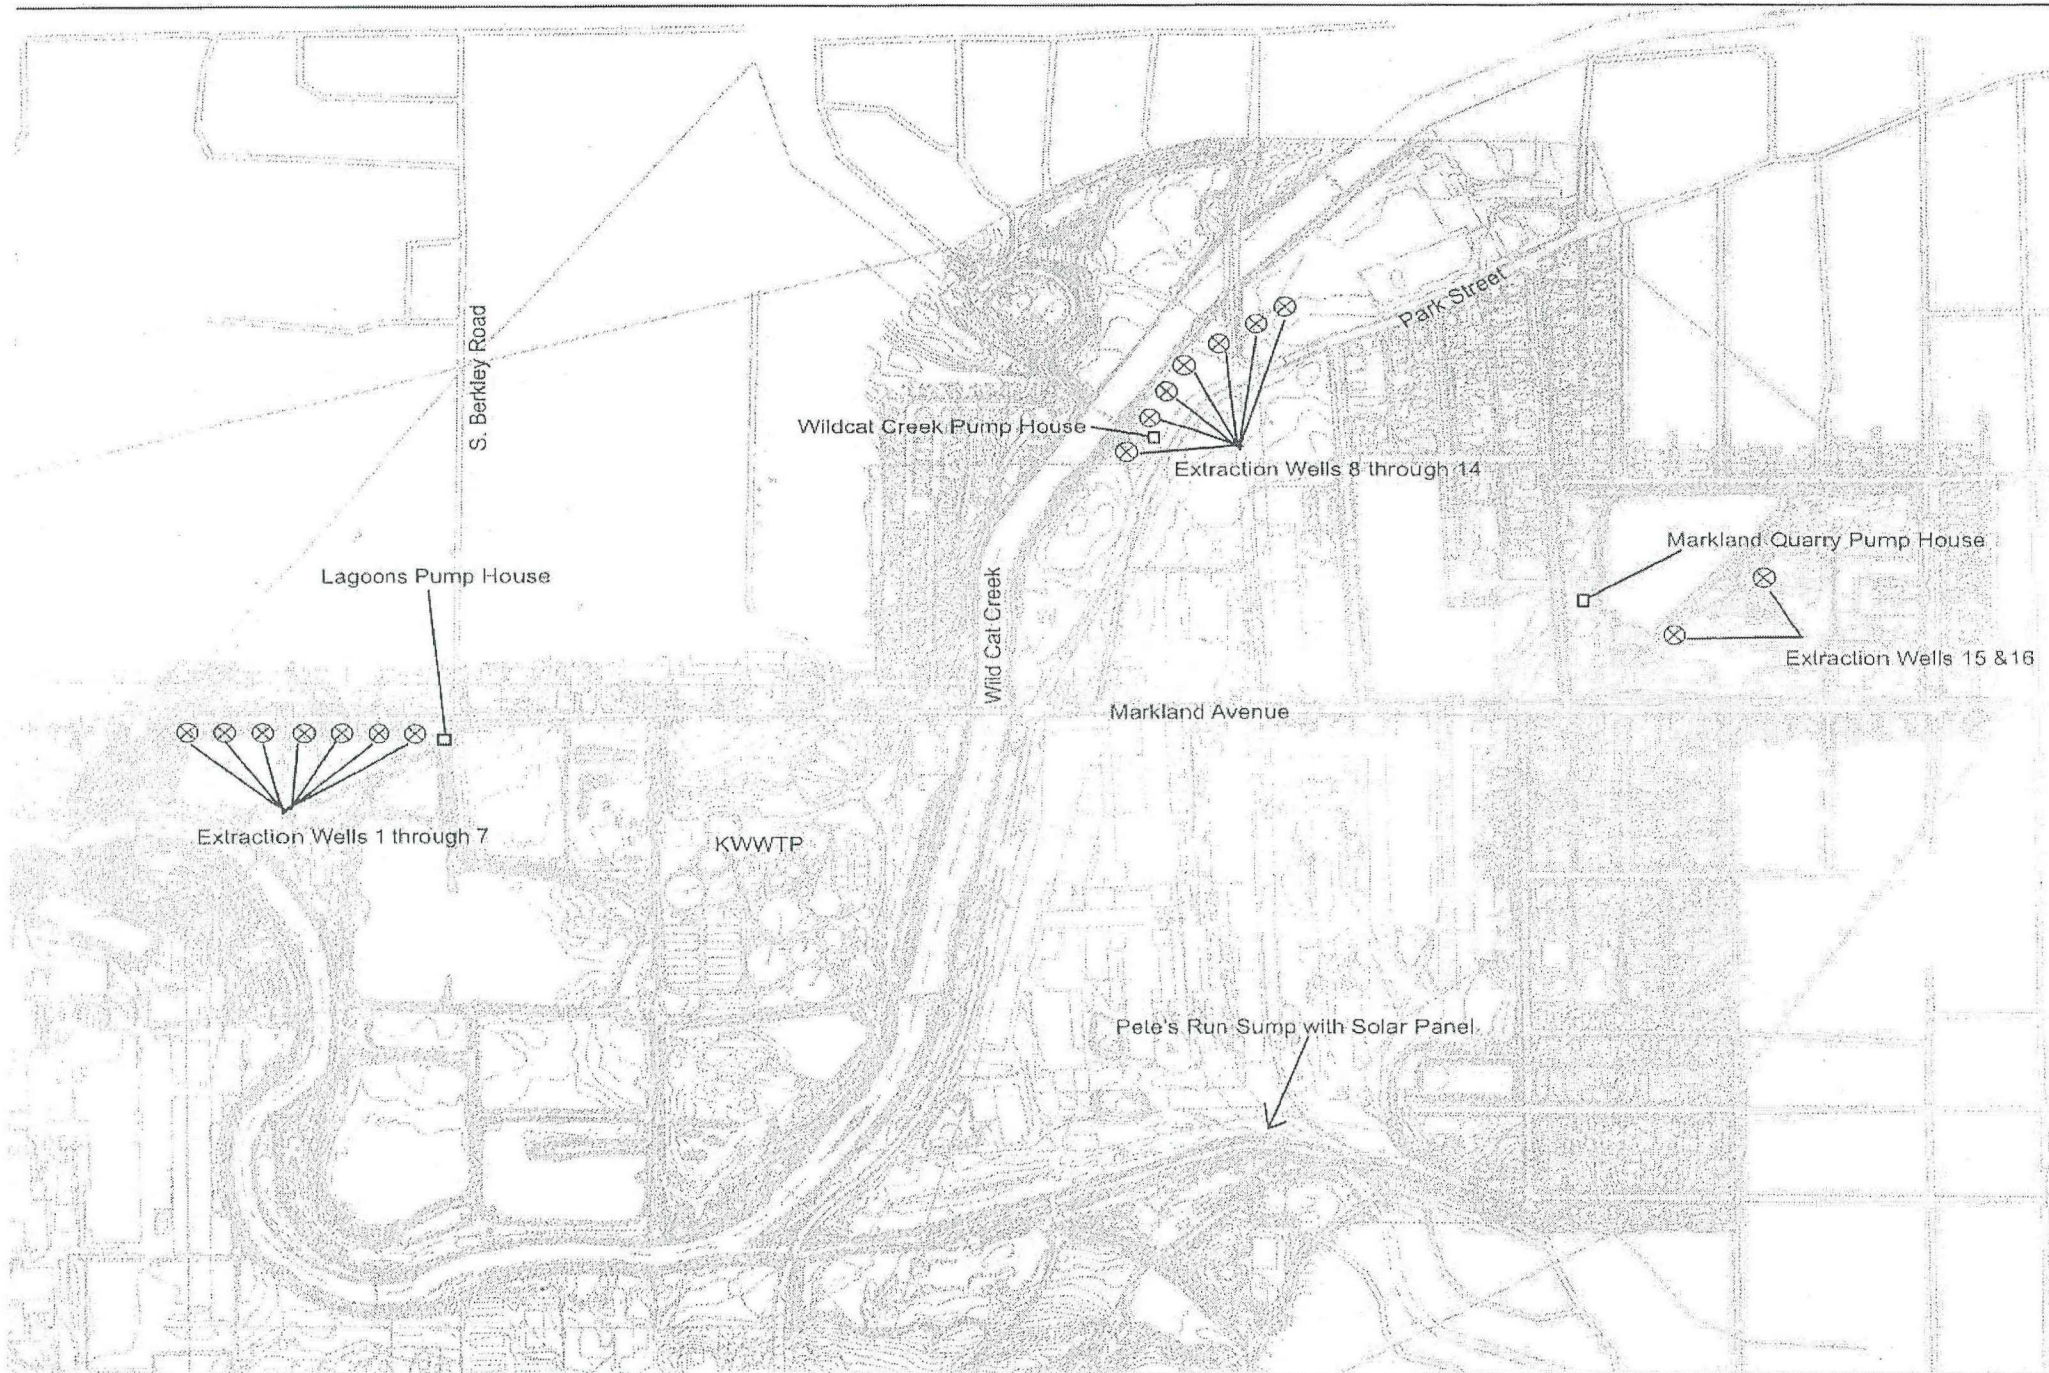 S. Berkley Road
Park Street
Wildcat Creek Pump House
Extraction Wells 8 through 14
Markland Quarry Pump House
Lagoons Pump House
Wild Cat Creek
Extraction Wells 15 &16
Markland Avenue
Extraction Wells 1 through 7
KWWTP
Pete's Run Sump with Solar Panel